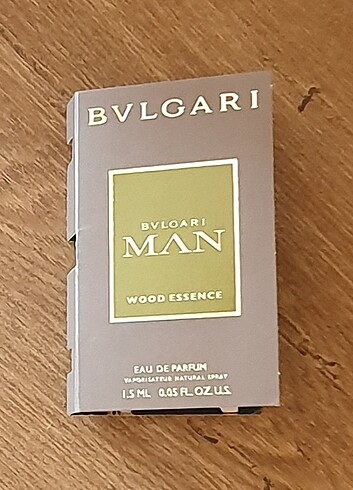 BVLGARI
BVLGARI
MAN
WOOD ESSENCE
EAU DE PARFUM
VAPORISATEUR NATURAL SPRAY
1.5 ML 0.05 FL. OZ. U.S.